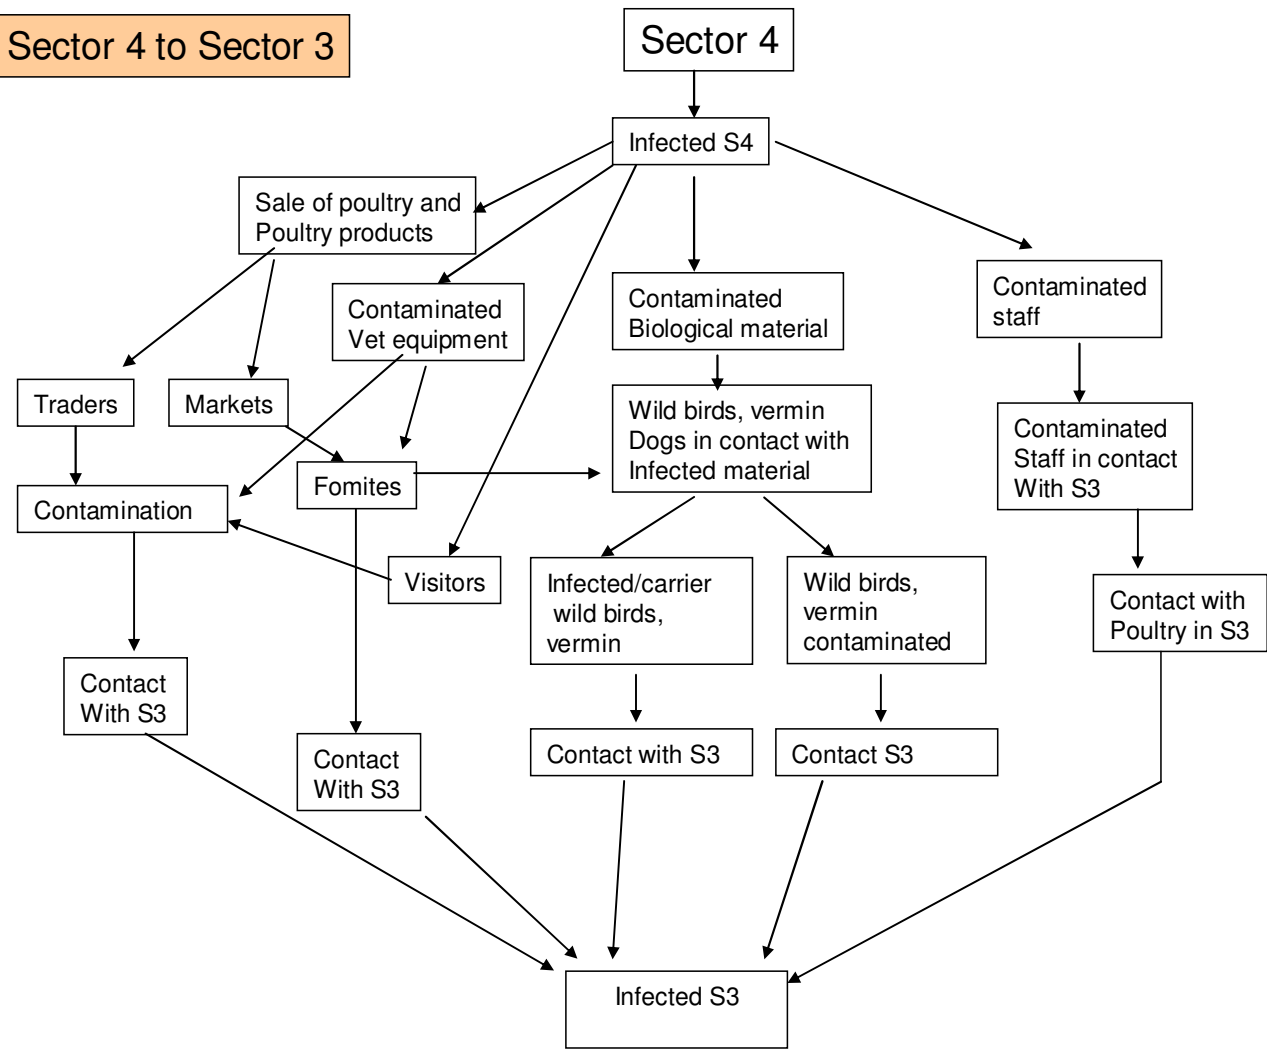 Sector 4 to Sector 3
Sector 4
Infected S4
Sale of poultry and
Poultry products
Contaminated
Vet equipment
Contaminated
Biological material
Contaminated
staff
Traders
Markets
Wild birds, vermin
Dogs in contact with
Infected material
Contaminated
Staff in contact
With S3
Fomites
Contamination
Visitors
Infected/carrier
wild birds,
vermin
Wild birds,
vermin
contaminated
Contact with
Poultry in S3
Contact
With S3
Contact
With S3
Contact with S3
Contact S3
Infected S3